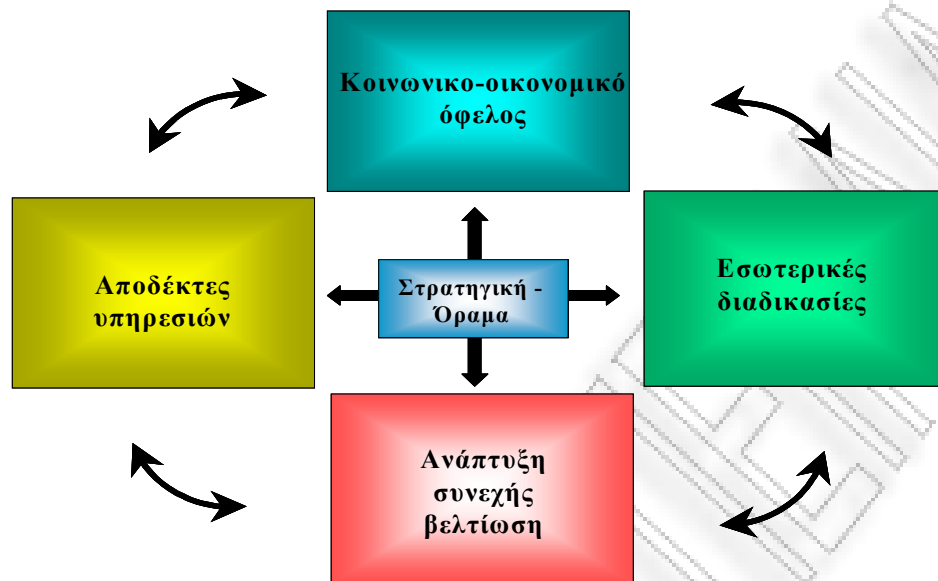 Κοινωνικο-οικονομικό
όφελος
Αποδέκτες
υπηρεσιών
Στρατηγική -
Όραμα
Εσωτερικές
διαδικασίες
Ανάπτυξη
συνεχής
βελτίωση